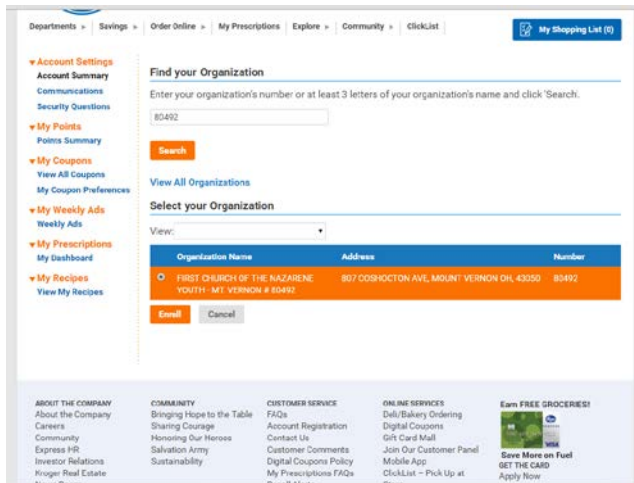 Departments Savings Order Online My Prescriptions Explore Community ClickList
My Shopping List (0)
Account Settings
Account Summary
Communications
Security Questions
My Points
Points Summary
My Coupons
View All Coupons
My Coupon Preferences
My Weekly Ads
Weekly Ads
My Prescriptions
My Dashboard
My Recipes
View My Recipes
Find your Organization
Enter your organization's number or at least 3 letters of your organization's name and click 'Search'.
80492
Search
View All Organizations
Select your Organization
View:
Organization Name Address Number
FIRST CHURCH OF THE NAZARENE 807 COSHOCTON AVE, MOUNT VERNON OH, 43050 80492
YOUTH - MT. VERNON # 80492
Enroll Cancel
ABOUT THE COMPANY
About the Company
Careers
Community
Express HR
Investor Relations
Kroger Real Estate
COMMUNITY
Bringing Hope to the Table
Sharing Courage
Honoring Our Heroes
Salvation Army
Sustainability
CUSTOMER SERVICE
FAQs
Account Registration
Contact Us
Customer Comments
Digital Coupons Policy
My Prescriptions FAQs
ONLINE SERVICES
Deli/Bakery Ordering
Digital Coupons
Gift Card Mall
Join Our Customer Panel
Mobile App
ClickList – Pick Up at
Earn FREE GROCERIES!
VISA
Save More on Fuel
GET THE CARD
Apply Now